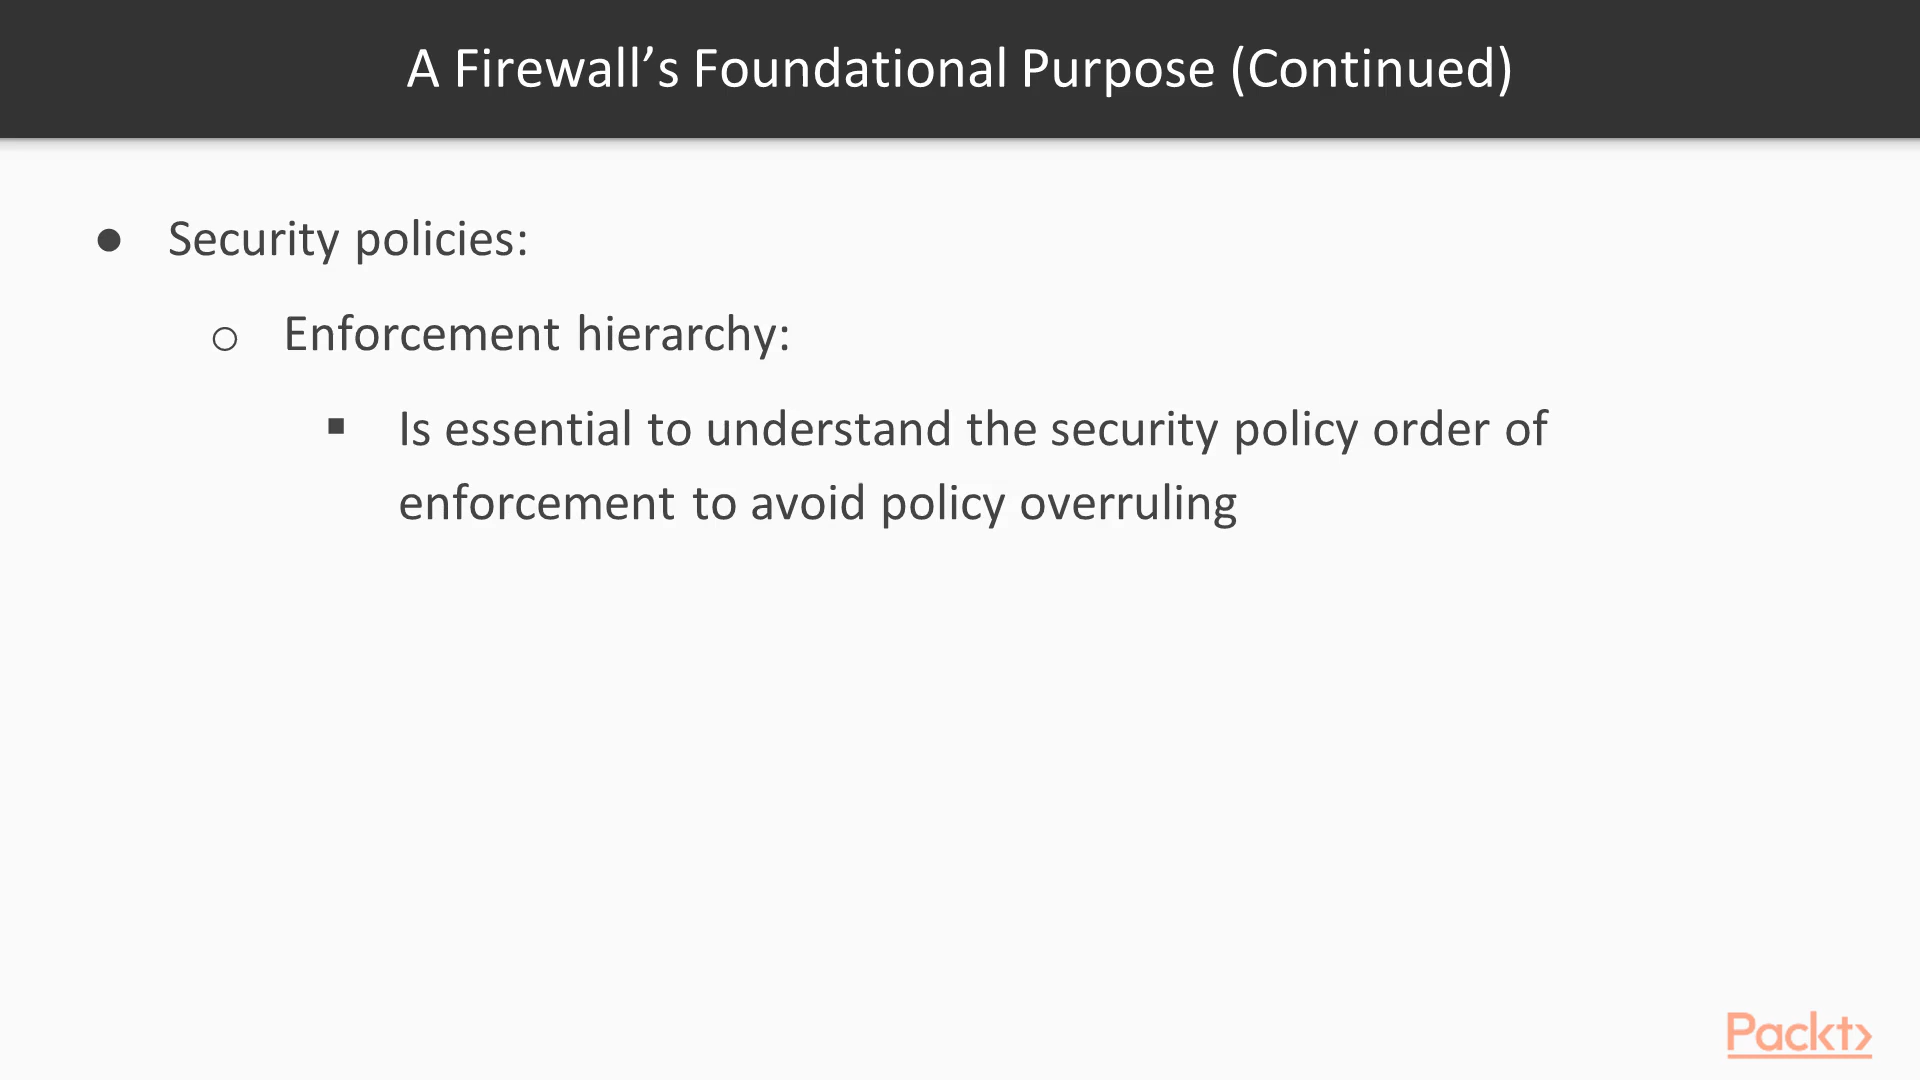 A Firewall’s Foundational Purpose (Continued)
● Security policies:
○ Enforcement hierarchy:
▪ Is essential to understand the security policy order of
enforcement to avoid policy overruling
Packt>